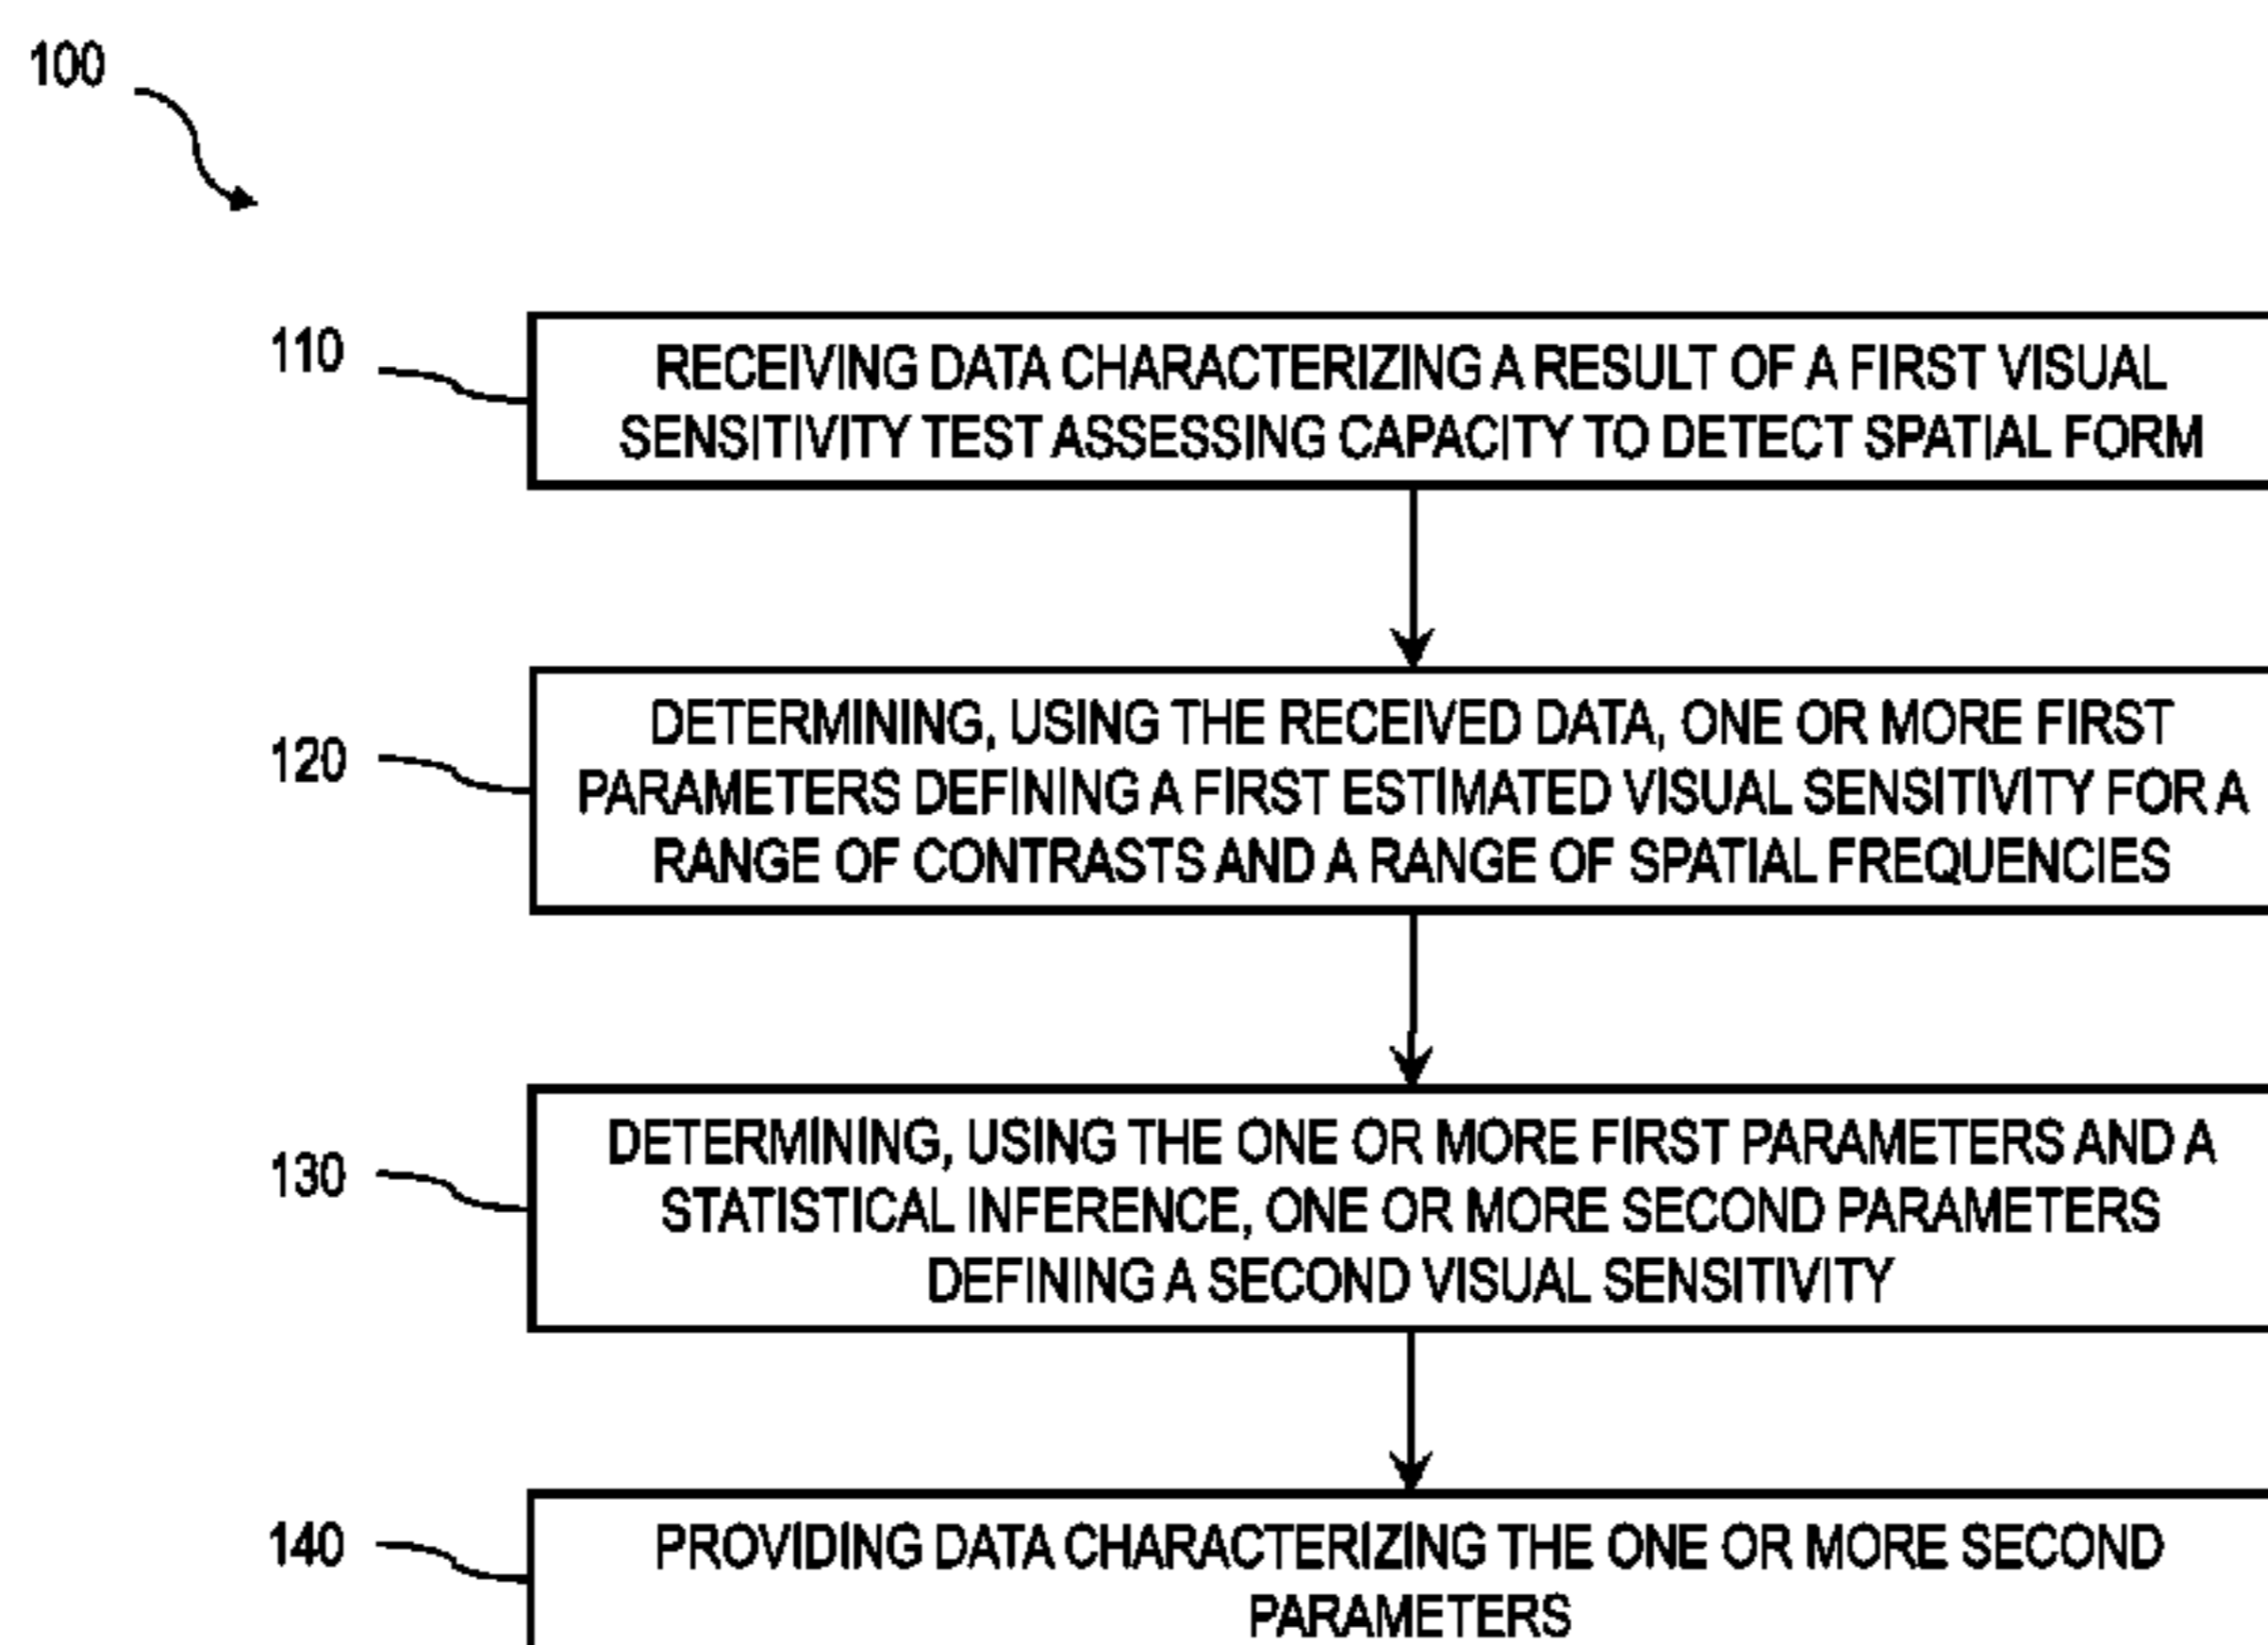 100
110
RECEIVING DATA CHARACTERIZING A RESULT OF A FIRST VISUAL
SENSITIVITY TEST ASSESSING CAPACITY TO DETECT SPATIAL FORM
120
DETERMINING, USING THE RECEIVED DATA, ONE OR MORE FIRST
PARAMETERS DEFINING A FIRST ESTIMATED VISUAL SENSITIVITY FOR A
RANGE OF CONTRASTS AND A RANGE OF SPATIAL FREQUENCIES
130
DETERMINING, USING THE ONE OR MORE FIRST PARAMETERS AND A
STATISTICAL INFERENCE, ONE OR MORE SECOND PARAMETERS
DEFINING A SECOND VISUAL SENSITIVITY
140
PROVIDING DATA CHARACTERIZING THE ONE OR MORE SECOND
PARAMETERS